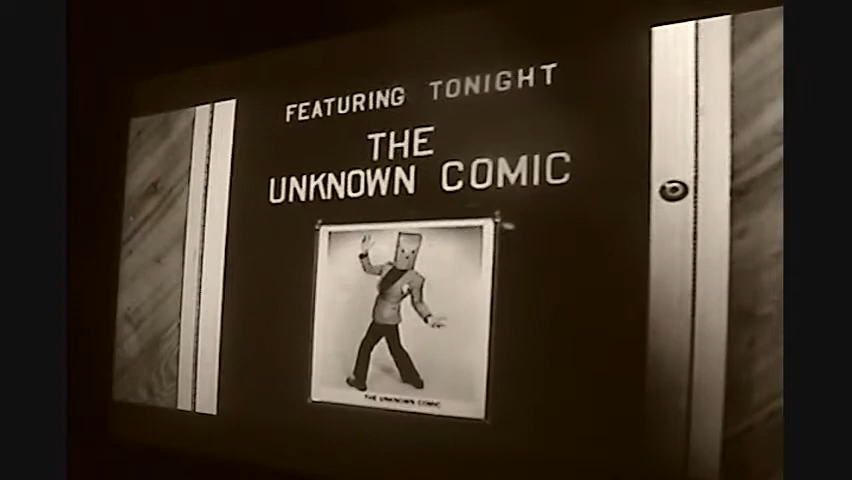 FEATURING TONIGHT
THE
UNKNOWN COMIC
THE UNKNOWN COMIC